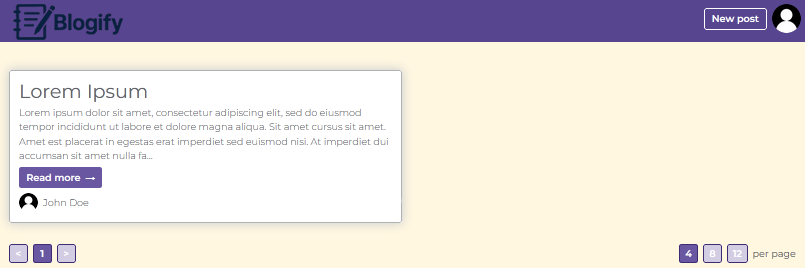 Blogify
New post
Lorem Ipsum
Lorem ipsum dolor sit amet, consectetur adipiscing elit, sed do eiusmod
tempor incididunt ut labore et dolore magna aliqua. Sit amet cursus sit amet.
Amet est placerat in egestas erat imperdiet sed euismod nisi. At imperdiet dui
accumsan sit amet nulla fa...
Read more →
John Doe
< 1 >
4 8 12 per page